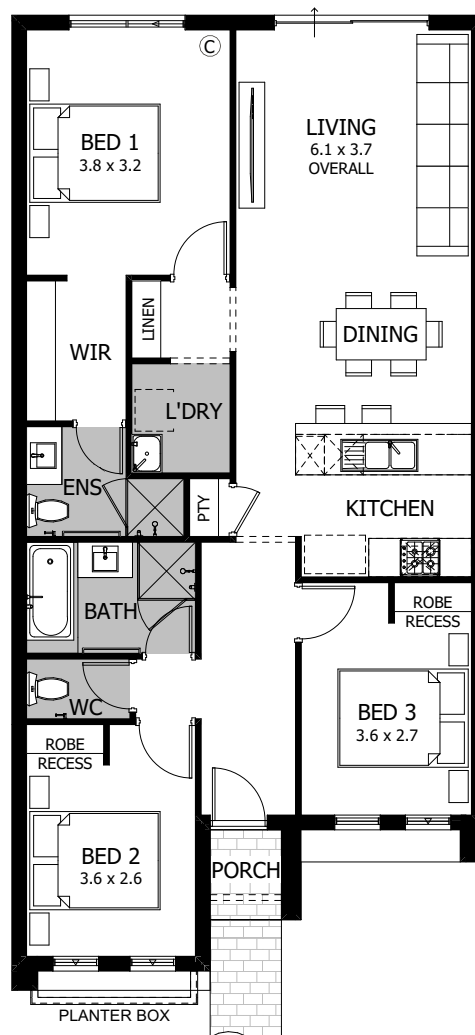 C
BED 1
3.8 x 3.2
LIVING
6.1 x 3.7
OVERALL
LINEN
WIR
DINING
L'DRY
ENS
PTY
KITCHEN
BATH
ROBE
RECESS
WC
BED 3
3.6 x 2.7
ROBE
RECESS
BED 2
3.6 x 2.6
PORCH
PLANTER BOX